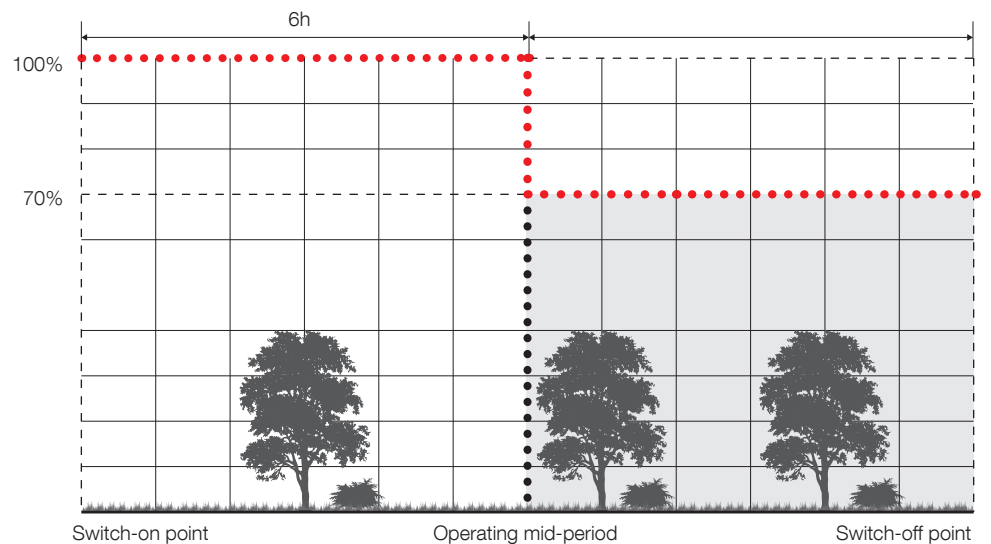 6h
100%
70%
Switch-on point
Operating mid-period
Switch-off point